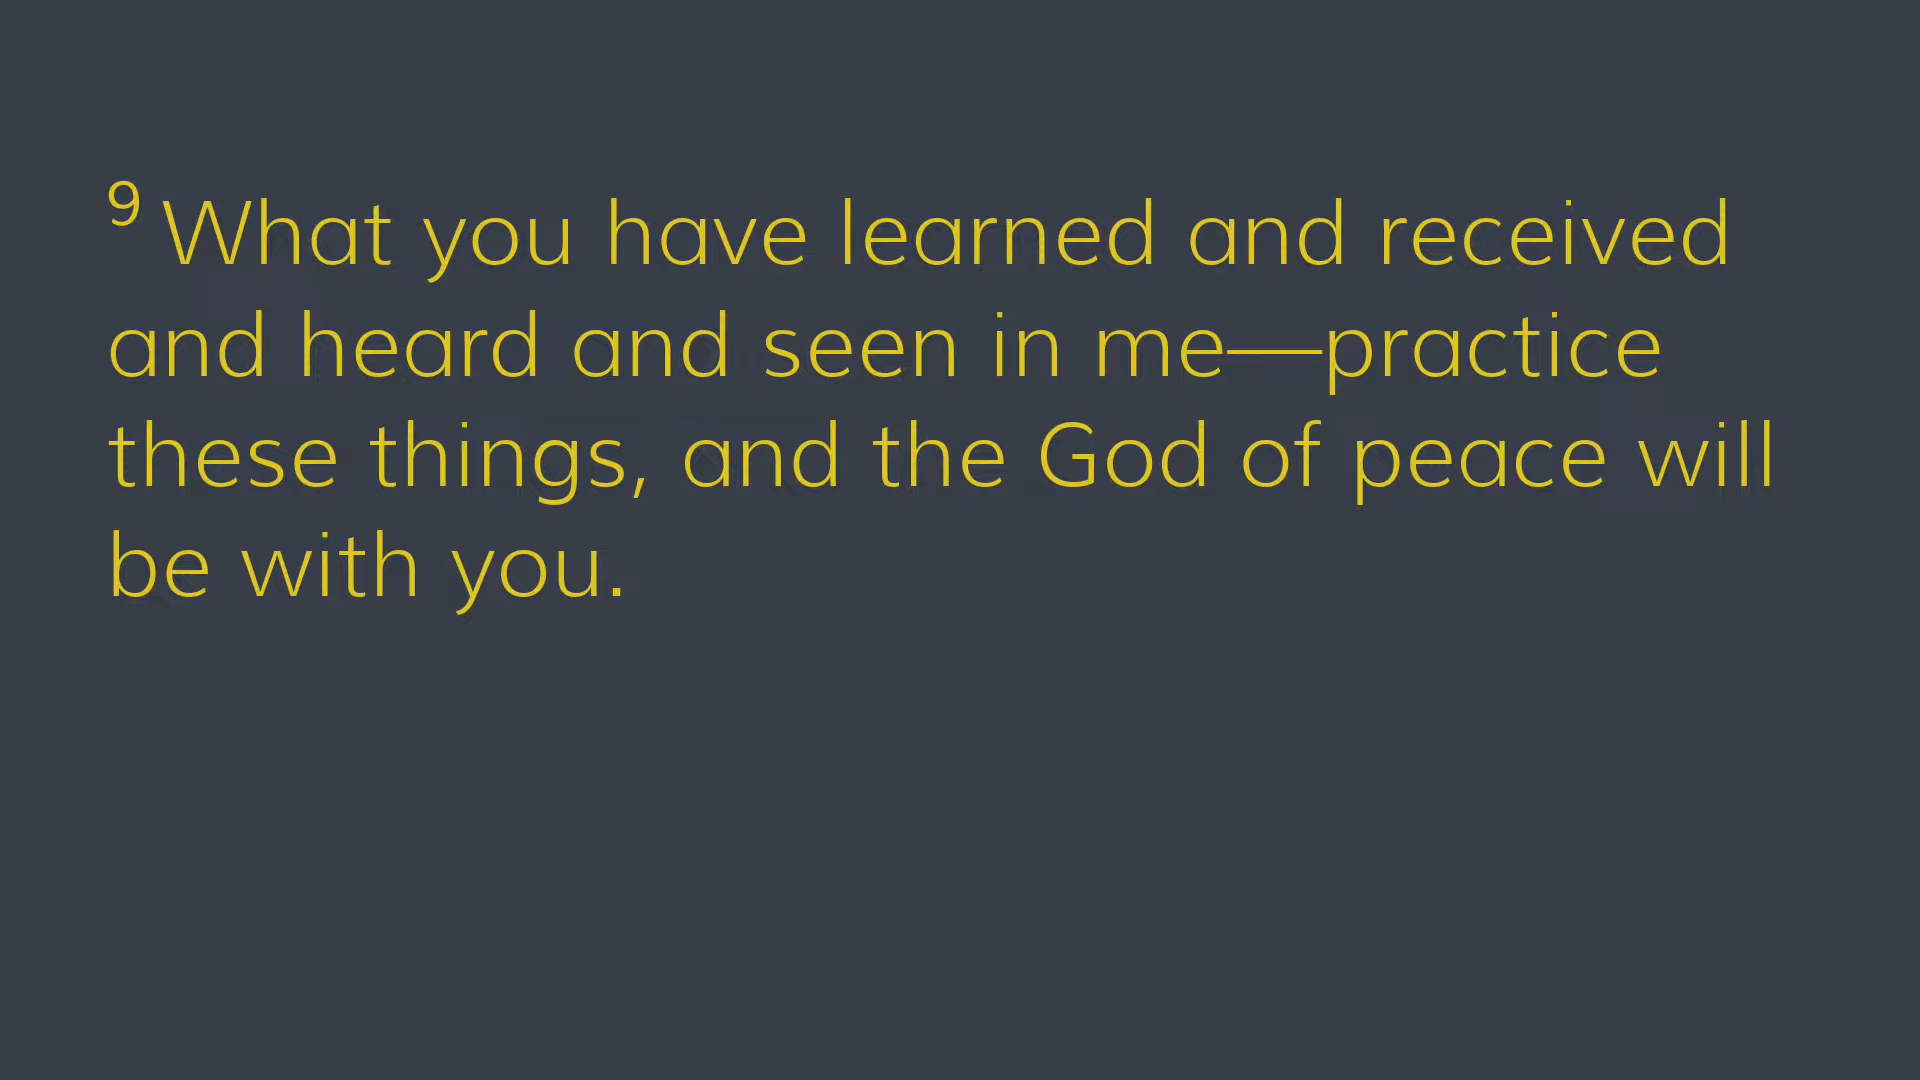 9 What you have learned and received
and heard and seen in me—practice
these things, and the God of peace will
be with you.